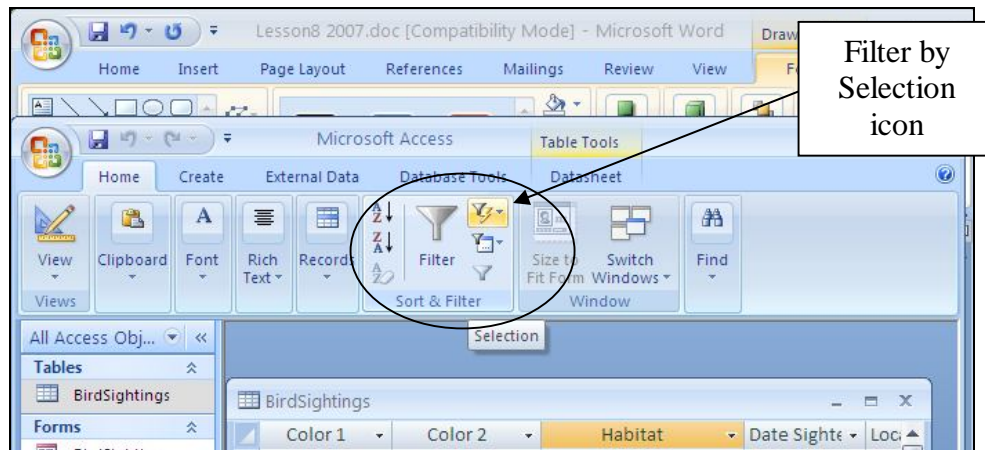 Lesson8 2007.doc [Compatibility Mode] - Microsoft Word
Home Insert Page Layout References Mailings Review View
Filter by
Selection
icon
Microsoft Access Table Tools
Home Create External Data Database Tools Datasheet
View Clipboard Font Rich Text Records Filter Size to Fit Form Switch Windows Find
Views Sort & Filter Window
Selection
All Access Obj...
Tables
BirdSightings
BirdSightings
Forms
Color 1 Color 2 Habitat Date Sighte Loca